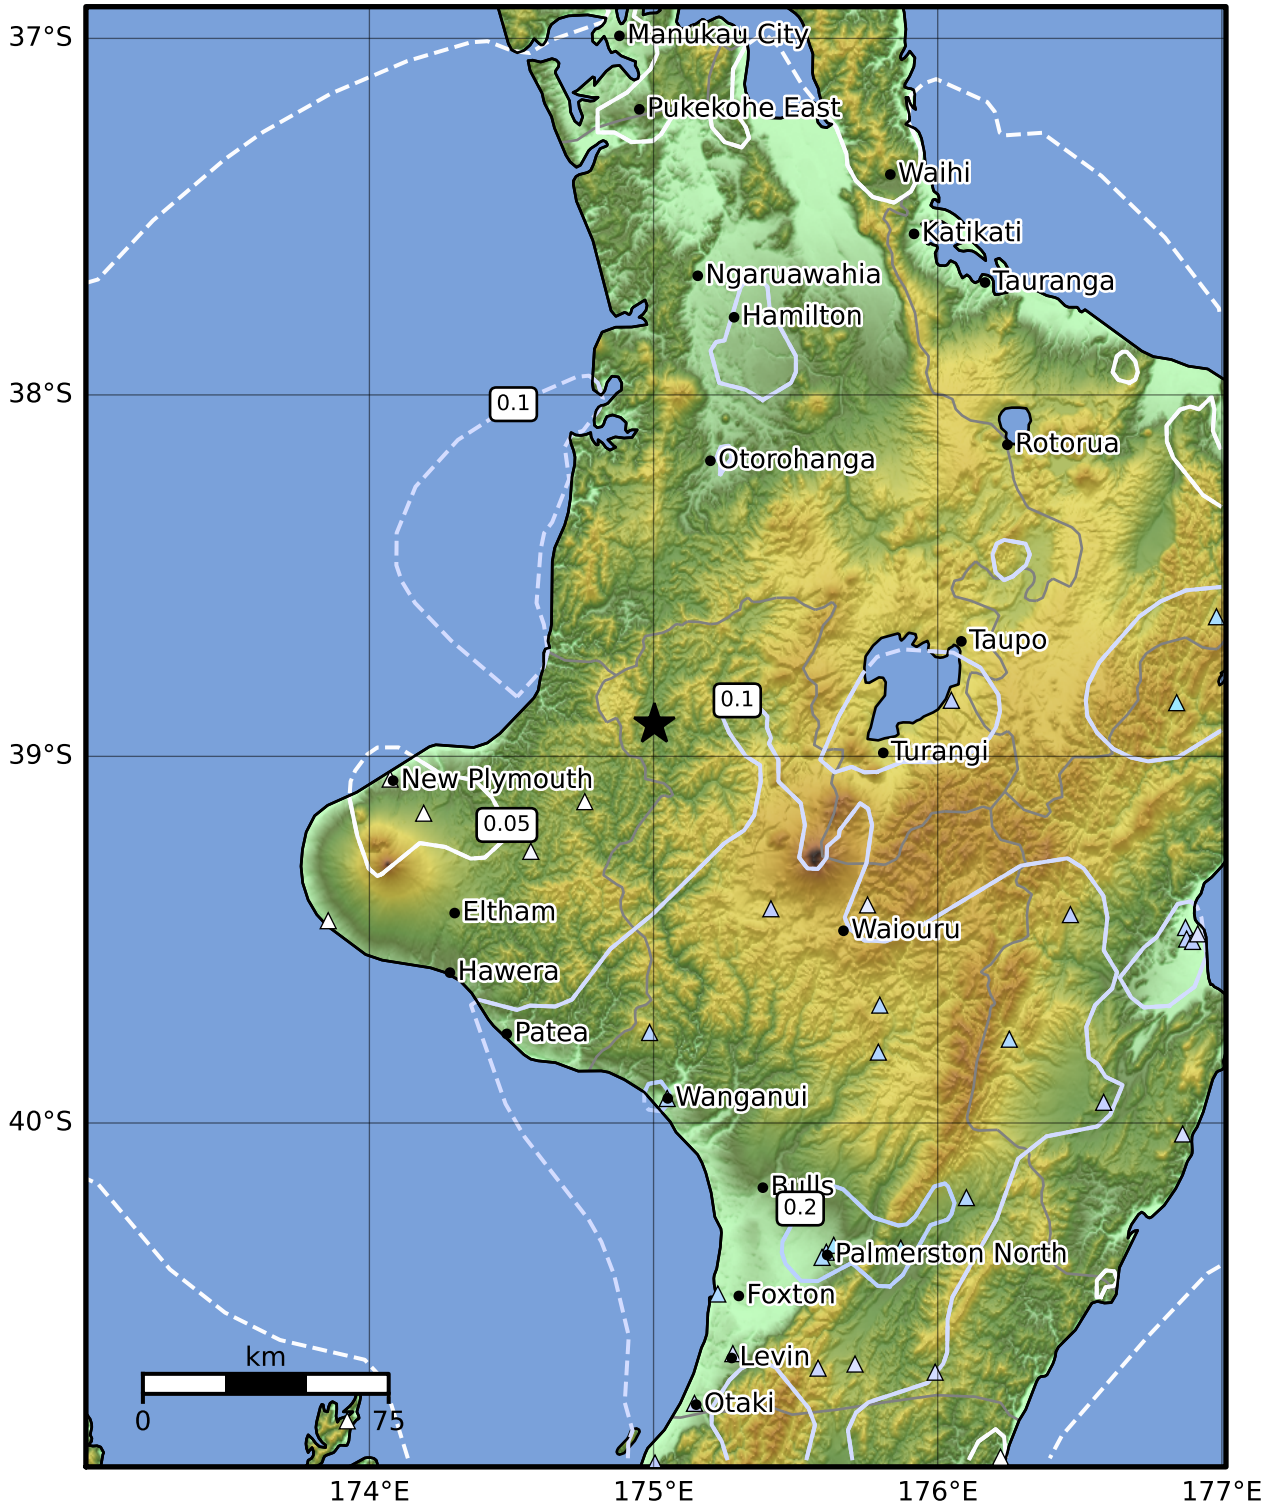 37°S
Manukau City
Pukekohe East
Waihi
Katikati
Ngaruawahia
Tauranga
Hamilton
38°S
0.1
Rotorua
Otorohanga
Taupo
0.1
39°S
Turangi
New Plymouth
0.05
Eltham
Waiouru
Hawera
Patea
Wanganui
40°S
Bulls
0.2
Palmerston North
Foxton
km
Levin
0
75
Otaki
174°E
175°E
176°E
177°E